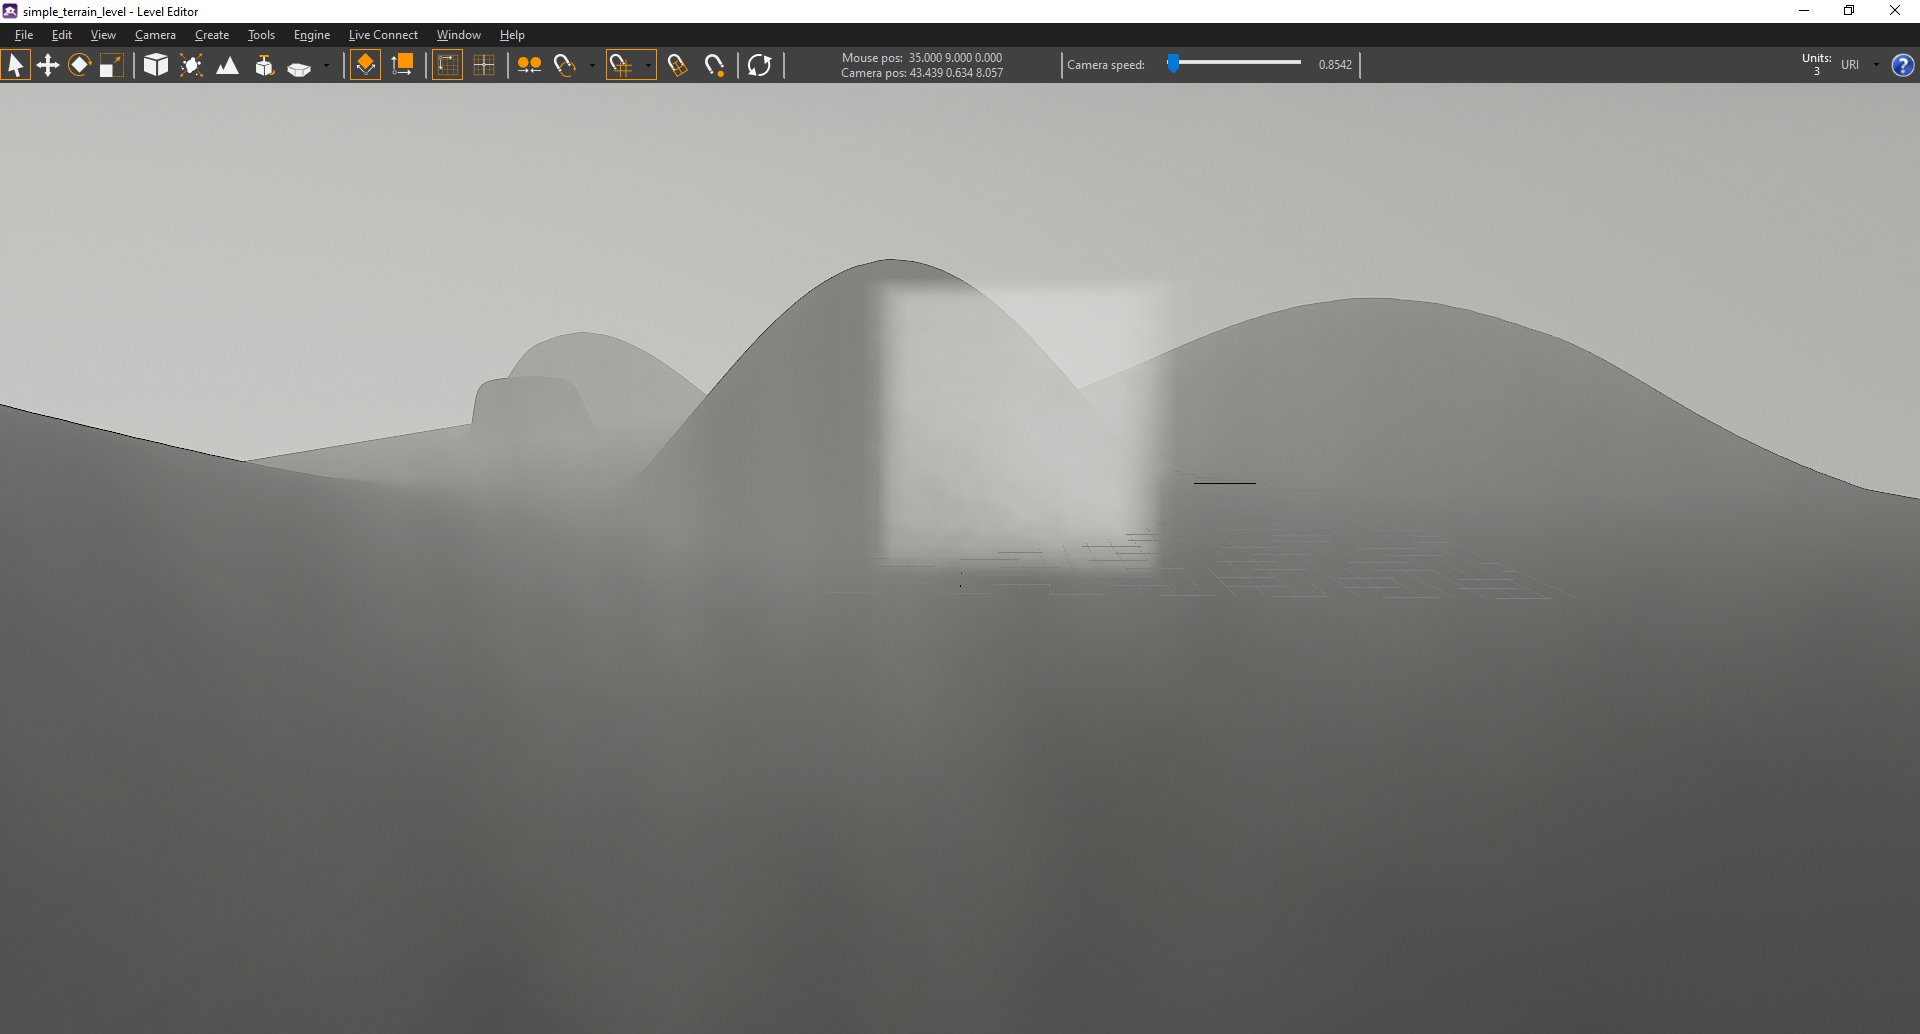 simple_terrain_level - Level Editor
File Edit View Camera Create Tools Engine Live Connect Window Help
Mouse pos: 35.000 9.000 0.000
Camera pos: 43.439 0.634 8.057
Camera speed: 0.8542
Units:
3
URI
?